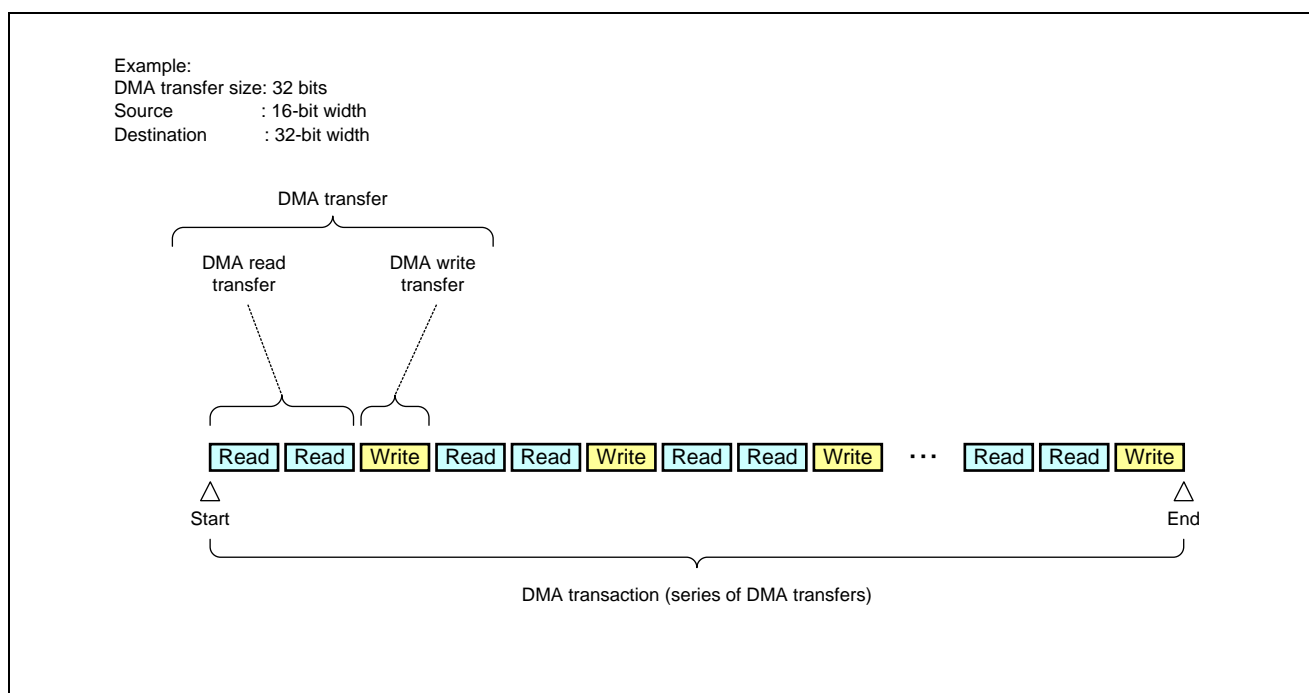 Example:
DMA transfer size: 32 bits
Source : 16-bit width
Destination : 32-bit width
DMA transfer
DMA read
transfer
DMA write
transfer
Read Read Write Read Read Write Read Read Write ... Read Read Write
Start End
DMA transaction (series of DMA transfers)